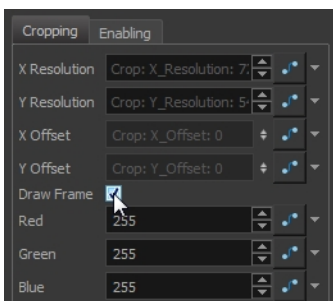 Cropping Enabling
X Resolution Crop: X_Resolution: 7
Y Resolution Crop: Y_Resolution: 5
X Offset Crop: X_Offset: 0
Y Offset Crop: Y_Offset: 0
Draw Frame
Red 255
Green 255
Blue 255